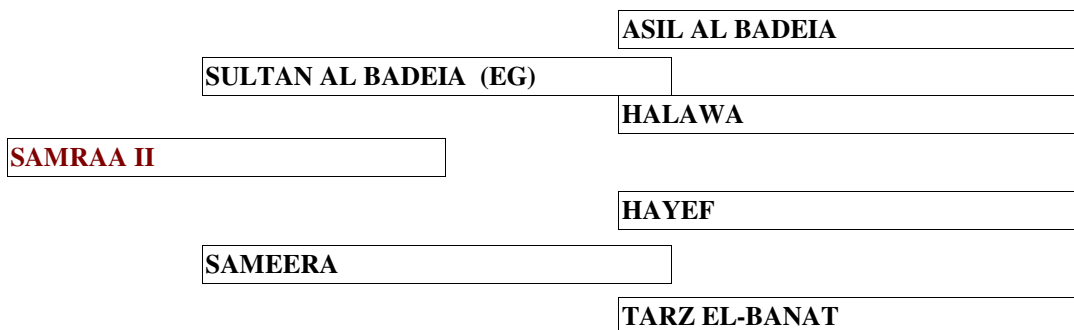 ASIL AL BADEIA
SULTAN AL BADEIA (EG)
HALAWA
SAMRAA II
HAYEF
SAMEERA
TARZ EL-BANAT